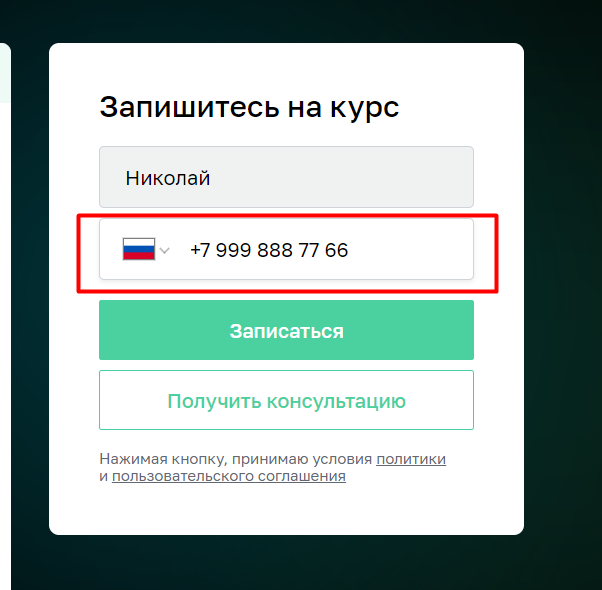 Запишитесь на курс
Николай
+7 999 888 77 66
Записаться
Получить консультацию
Нажимая кнопку, принимаю условия политики
и пользовательского соглашения